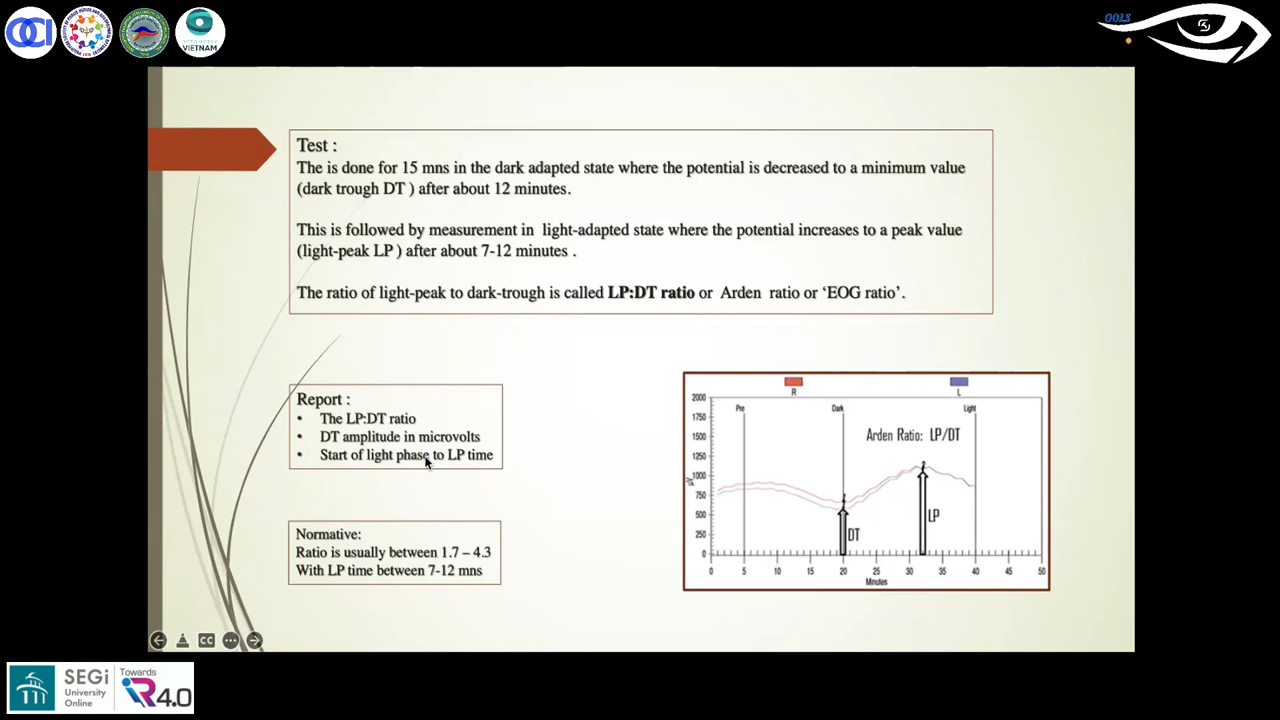 OCI
VIETNAM
OOLS
Test :
The is done for 15 mns in the dark adapted state where the potential is decreased to a minimum value
(dark trough DT ) after about 12 minutes.
This is followed by measurement in light-adapted state where the potential increases to a peak value
(light-peak LP ) after about 7-12 minutes .
The ratio of light-peak to dark-trough is called LP:DT ratio or Arden ratio or ‘EOG ratio’.
Report :
• The LP:DT ratio
• DT amplitude in microvolts
• Start of light phase to LP time
Normative:
Ratio is usually between 1.7 – 4.3
With LP time between 7-12 mns
R L
2000
Pre Dark Light
1750
1500
Arden Ratio: LP/DT
1250
1000
µV
750
500
LP
DT
250
0
0 5 10 15 20 25 30 35 40 45 50
Minutes
CC
SEGi
University
Online
Towards
iR4.0